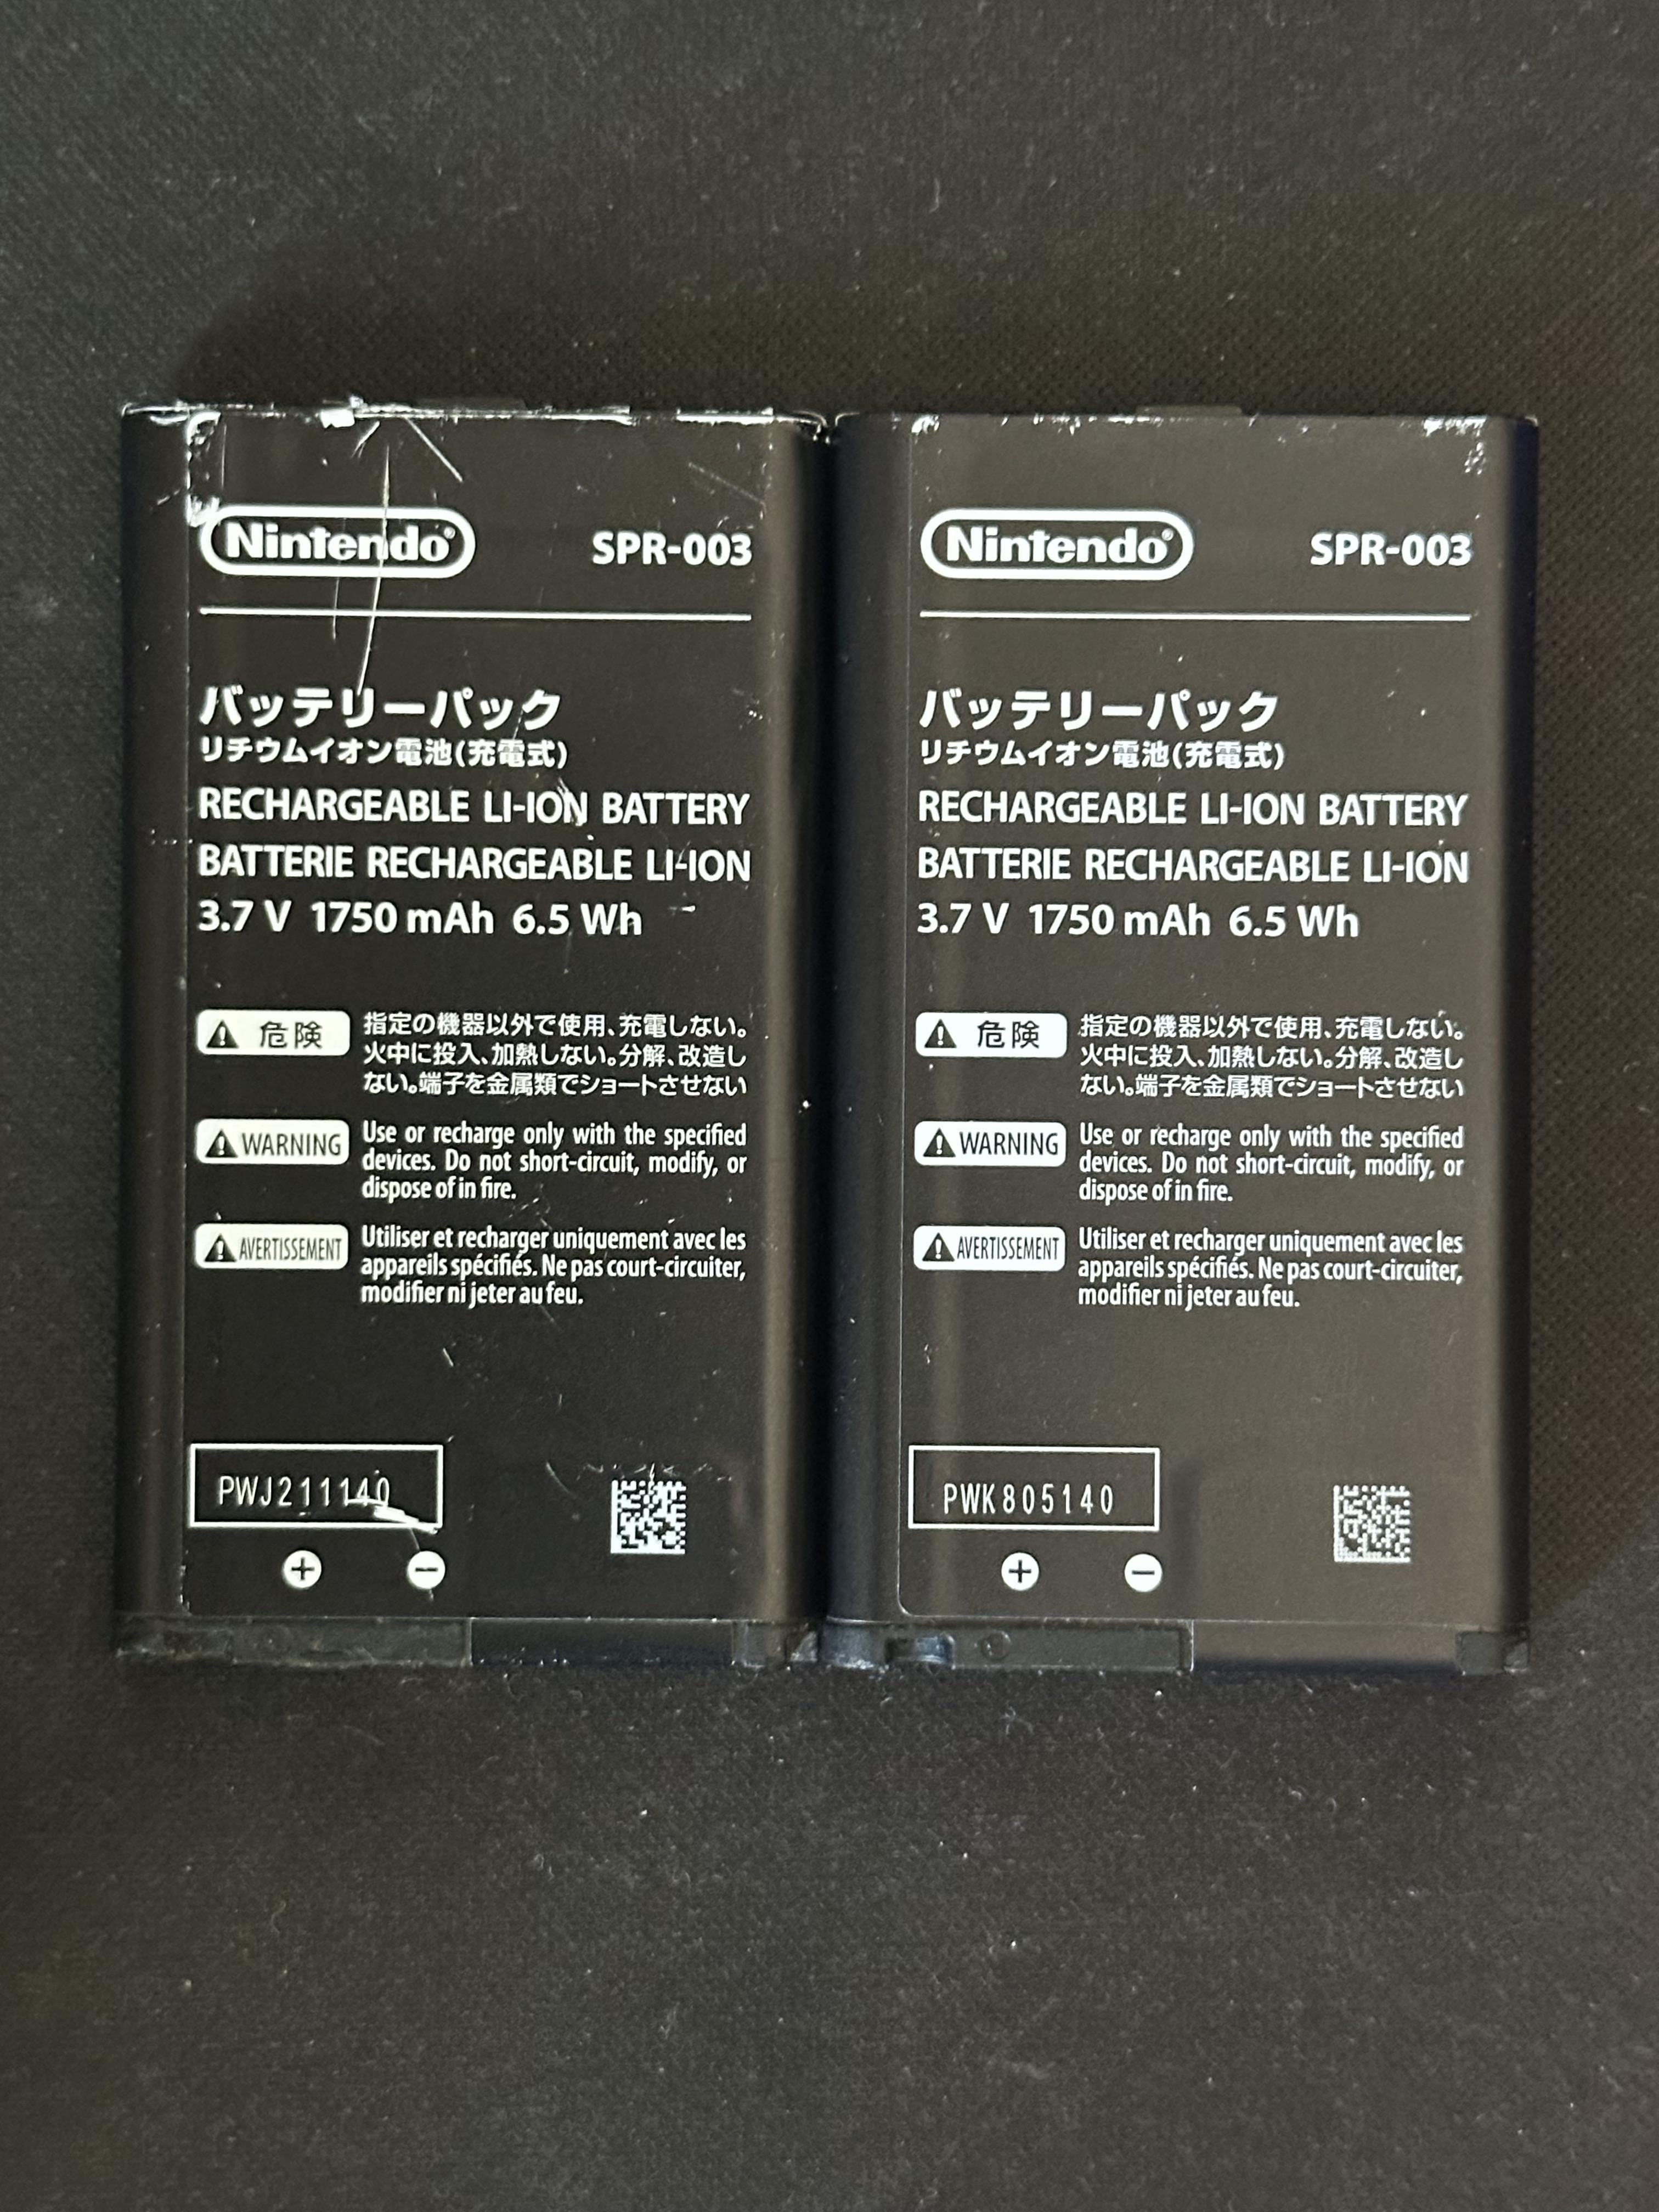 Nintendo® SPR-003
バッテリーパック
リチウムイオン電池(充電式)
RECHARGEABLE LI-ION BATTERY
BATTERIE RECHARGEABLE LI-ION
3.7 V 1750 mAh 6.5 Wh
危険
指定の機器以外で使用、充電しない。
火中に投入、加熱しない。分解、改造し
ない。端子を金属類でショートさせない
WARNING
Use or recharge only with the specified
devices. Do not short-circuit, modify, or
dispose of in fire.
AVERTISSEMENT
Utiliser et recharger uniquement avec les
appareils spécifiés. Ne pas court-circuiter,
modifier ni jeter au feu.
PWJ211140
+ −
Nintendo® SPR-003
バッテリーパック
リチウムイオン電池(充電式)
RECHARGEABLE LI-ION BATTERY
BATTERIE RECHARGEABLE LI-ION
3.7 V 1750 mAh 6.5 Wh
危険
指定の機器以外で使用、充電しない。
火中に投入、加熱しない。分解、改造し
ない。端子を金属類でショートさせない
WARNING
Use or recharge only with the specified
devices. Do not short-circuit, modify, or
dispose of in fire.
AVERTISSEMENT
Utiliser et recharger uniquement avec les
appareils spécifiés. Ne pas court-circuiter,
modifier ni jeter au feu.
PWK805140
+ −